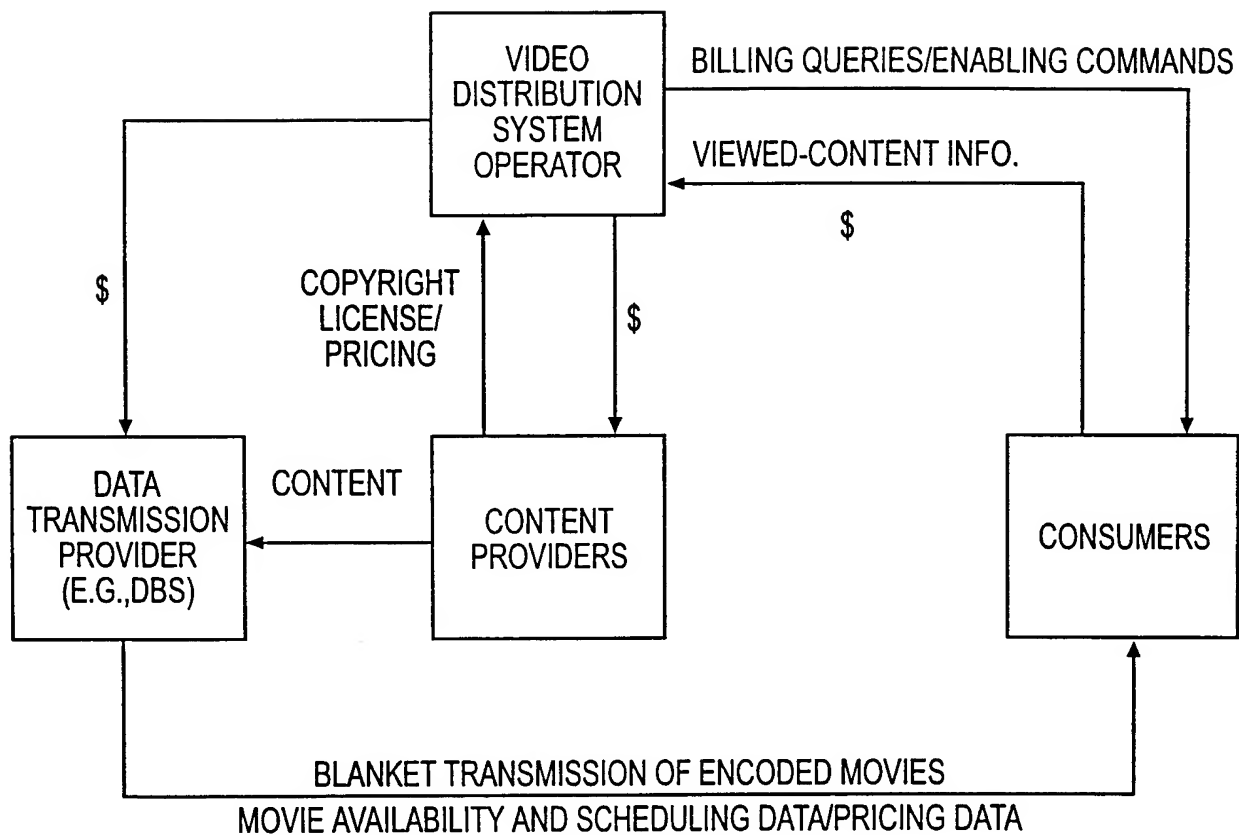 VIDEO
DISTRIBUTION
SYSTEM
OPERATOR
BILLING QUERIES/ENABLING COMMANDS
VIEWED-CONTENT INFO.
$
$
COPYRIGHT
LICENSE/
PRICING
$
DATA
TRANSMISSION
PROVIDER
(E.G.,DBS)
CONTENT
CONTENT
PROVIDERS
CONSUMERS
BLANKET TRANSMISSION OF ENCODED MOVIES
MOVIE AVAILABILITY AND SCHEDULING DATA/PRICING DATA